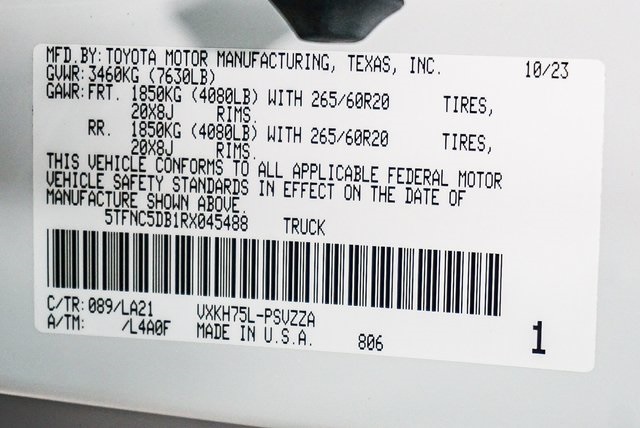 MFD.BY: TOYOTA MOTOR MANUFACTURING, TEXAS, INC. 10/23
GVWR: 3460KG (7630LB)
GAWR: FRT. 1850KG (4080LB) WITH 265/60R20 TIRES,
20X8J RIMS.
RR. 1850KG (4080LB) WITH 265/60R20 TIRES,
20X8J RIMS.
THIS VEHICLE CONFORMS TO ALL APPLICABLE FEDERAL MOTOR
VEHICLE SAFETY STANDARDS IN EFFECT ON THE DATE OF
MANUFACTURE SHOWN ABOVE.
5TFNC5DB1RX045488 TRUCK
C/TR: 089/LA21 VXKH75L-PSVZZA
A/TM: /L4A0F MADE IN U.S.A. 806 1